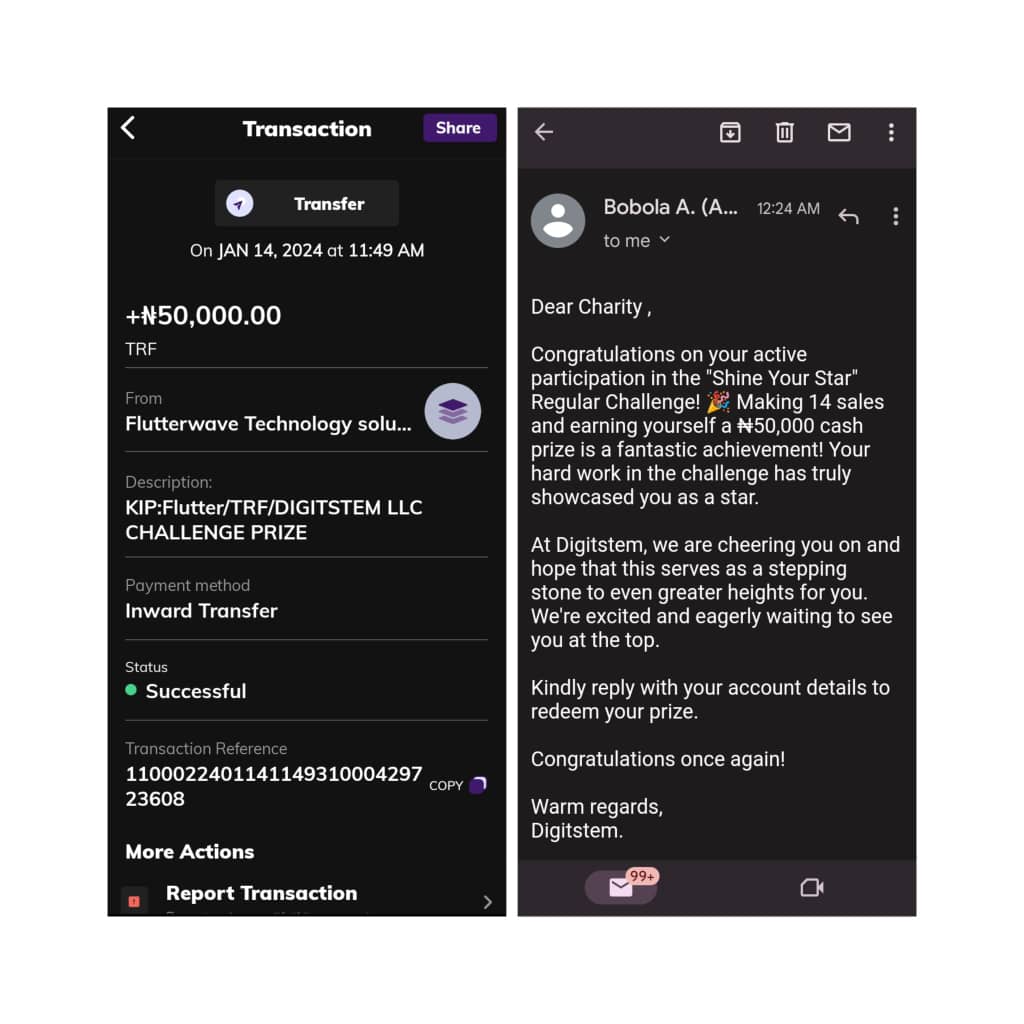 Transaction
Share
Transfer
On JAN 14, 2024 at 11:49 AM
+₦50,000.00
TRF
From
Flutterwave Technology solu...
Description:
KIP:Flutter/TRF/DIGITSTEM LLC
CHALLENGE PRIZE
Payment method
Inward Transfer
Status
Successful
Transaction Reference
1100022401141149310004297
23608
COPY
More Actions
Report Transaction
Bobola A. (A...
12:24 AM
to me
Dear Charity ,
Congratulations on your active
participation in the "Shine Your Star"
Regular Challenge! 🎉 Making 14 sales
and earning yourself a ₦50,000 cash
prize is a fantastic achievement! Your
hard work in the challenge has truly
showcased you as a star.
At Digitstem, we are cheering you on and
hope that this serves as a stepping
stone to even greater heights for you.
We're excited and eagerly waiting to see
you at the top.
Kindly reply with your account details to
redeem your prize.
Congratulations once again!
Warm regards,
Digitstem.
99+